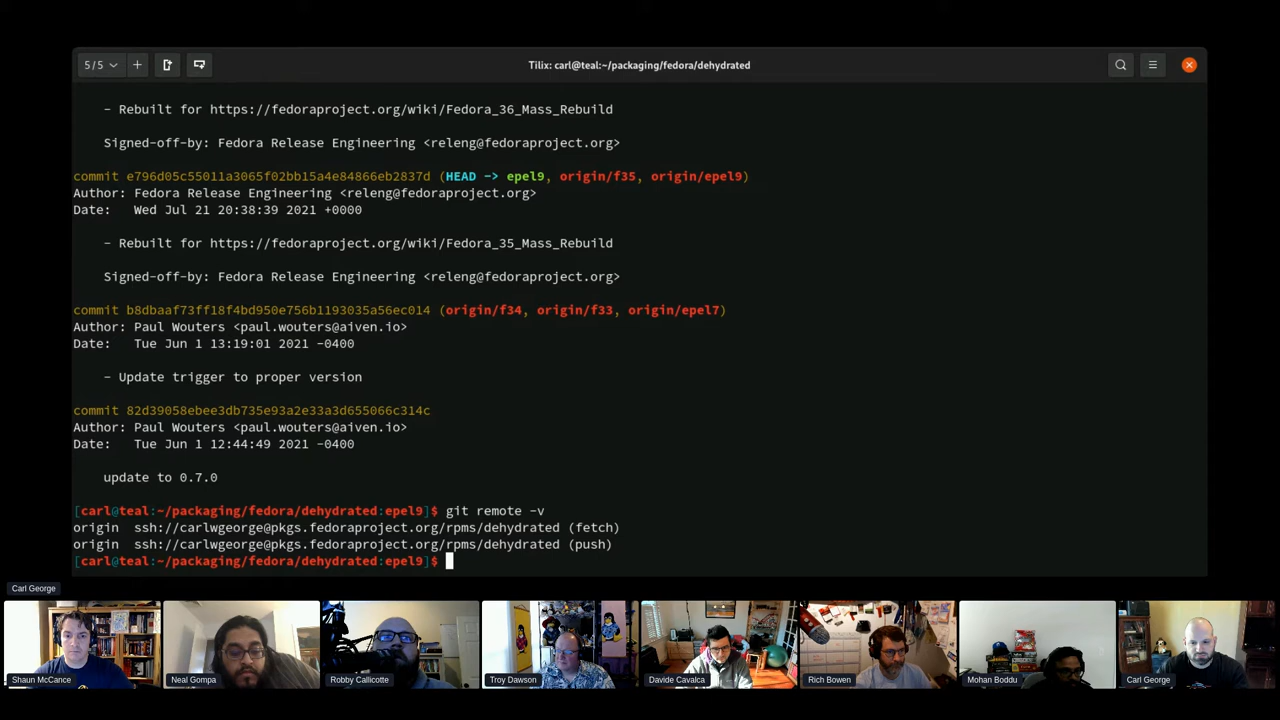 5/5
Tilix: carl@teal:~/packaging/fedora/dehydrated
- Rebuilt for https://fedoraproject.org/wiki/Fedora_36_Mass_Rebuild
Signed-off-by: Fedora Release Engineering <releng@fedoraproject.org>
commit e796d05c55011a3065f02bb15a4e84866eb2837d (HEAD -> epel9, origin/f35, origin/epel9)
Author: Fedora Release Engineering <releng@fedoraproject.org>
Date:   Wed Jul 21 20:38:39 2021 +0000
- Rebuilt for https://fedoraproject.org/wiki/Fedora_35_Mass_Rebuild
Signed-off-by: Fedora Release Engineering <releng@fedoraproject.org>
commit b8dbaaf73ff18f4bd950e756b1193035a56ec014 (origin/f34, origin/f33, origin/epel7)
Author: Paul Wouters <paul.wouters@aiven.io>
Date:   Tue Jun 1 13:19:01 2021 -0400
- Update trigger to proper version
commit 82d39058ebee3db735e93a2e33a3d655066c314c
Author: Paul Wouters <paul.wouters@aiven.io>
Date:   Tue Jun 1 12:44:49 2021 -0400
update to 0.7.0
[carl@teal:~/packaging/fedora/dehydrated:epel9]$ git remote -v
origin  ssh://carlwgeorge@pkgs.fedoraproject.org/rpms/dehydrated (fetch)
origin  ssh://carlwgeorge@pkgs.fedoraproject.org/rpms/dehydrated (push)
[carl@teal:~/packaging/fedora/dehydrated:epel9]$
Carl George
Shaun McCance
Neal Gompa
Robby Callicotte
Troy Dawson
Davide Cavalca
Rich Bowen
Mohan Boddu
Carl George